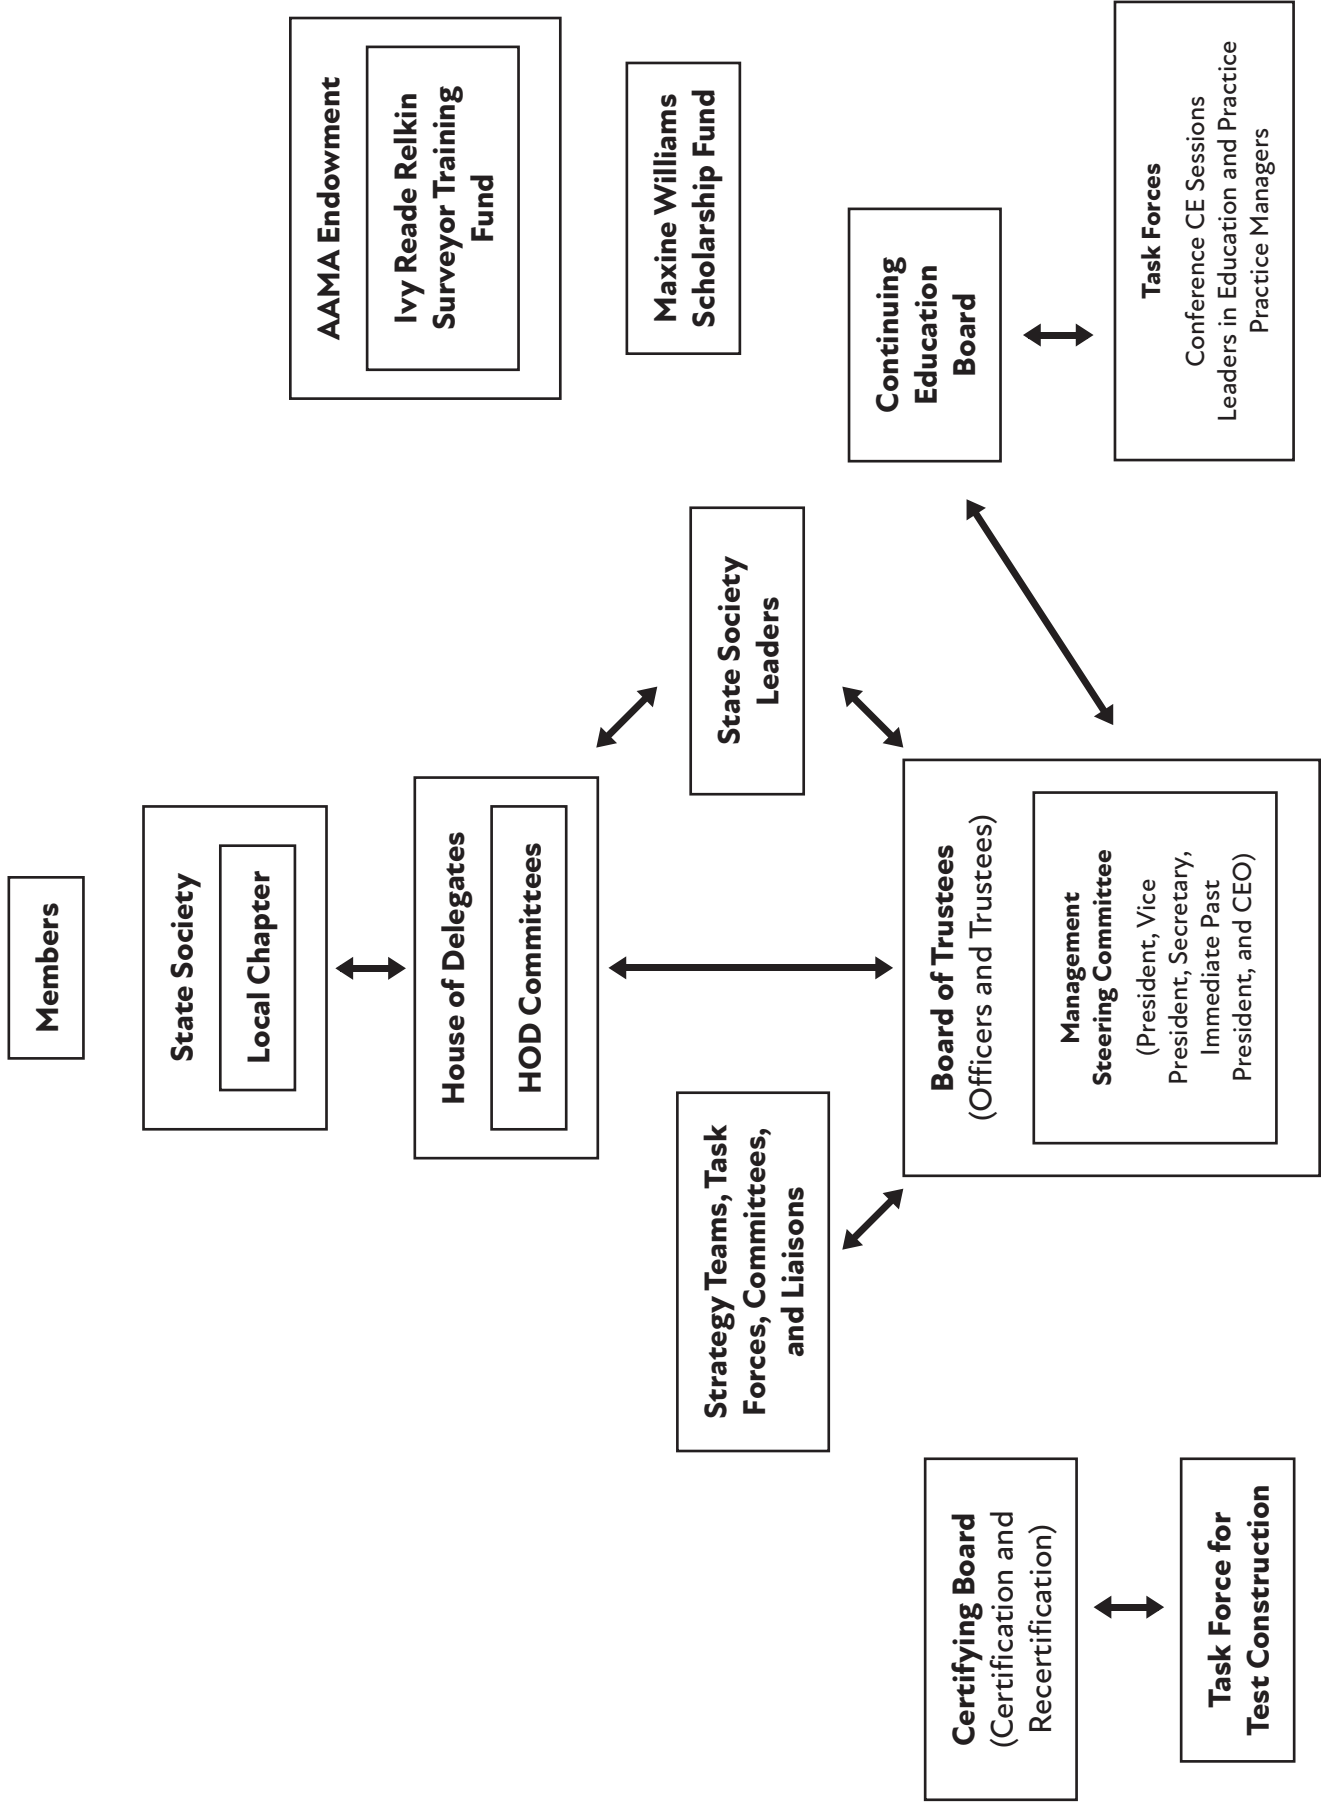 Members
State Society
Local Chapter
House of Delegates
HOD Committees
AAMA Endowment
Ivy Reade Relkin
Surveyor Training
Fund
Maxine Williams
Scholarship Fund
Strategy Teams, Task
Forces, Committees,
and Liaisons
State Society
Leaders
Certifying Board
(Certification and
Recertification)
Task Force for
Test Construction
Board of Trustees
(Officers and Trustees)
Management
Steering Committee
(President, Vice
President, Secretary,
Immediate Past
President, and CEO)
Continuing
Education
Board
Task Forces
Conference CE Sessions
Leaders in Education and Practice
Practice Managers